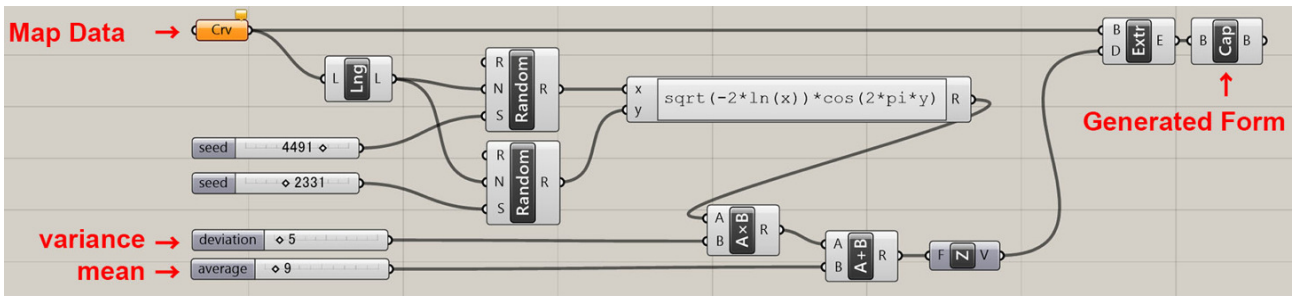 Map Data →
Crv
L Lng L
R
N Random R
S
x
y
sqrt(-2*ln(x))*cos(2*pi*y) R
B
D Extr E
B Cap B
↑
Generated Form
seed 4491
seed 2331
R
N Random R
S
variance → deviation 5
mean → average 9
A
B A×B R
A
B A+B R
F Z V